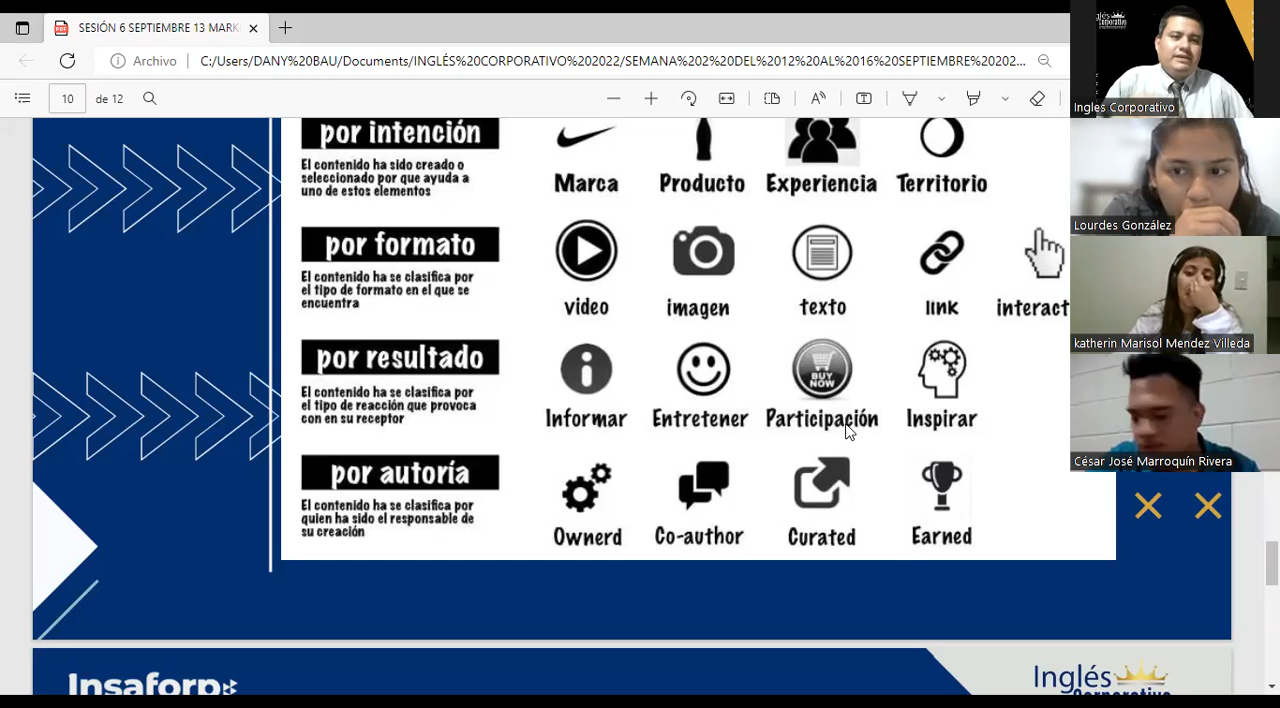 SESIÓN 6 SEPTIEMBRE 13 MARK
Archivo
C:/Users/DANY%20BAU/Documents/INGLÉS%20CORPORATIVO%202022/SEMANA%202%20DEL%2012%20AL%2016%20SEPTIEMBRE%20202...
10 de 12
por intención
El contenido ha sido creado o
seleccionado por que ayuda a
uno de estos elementos
Marca Producto Experiencia Territorio
por formato
El contenido ha se clasifica por
el tipo de formato en el que se
encuentra
video imagen texto link interact
por resultado
El contenido ha se clasifica por
el tipo de reacción que provoca
con en su receptor
BUY
NOW
Informar Entretener Participación Inspirar
por autoría
El contenido ha se clasifica por
quien ha sido el responsable de
su creación
Ownerd Co-author Curated Earned
Insaforp
Inglés
Corporativo
nglés
Corporativo
Ingles Corporativo
Lourdes González
katherin Marisol Mendez Villeda
César José Marroquín Rivera